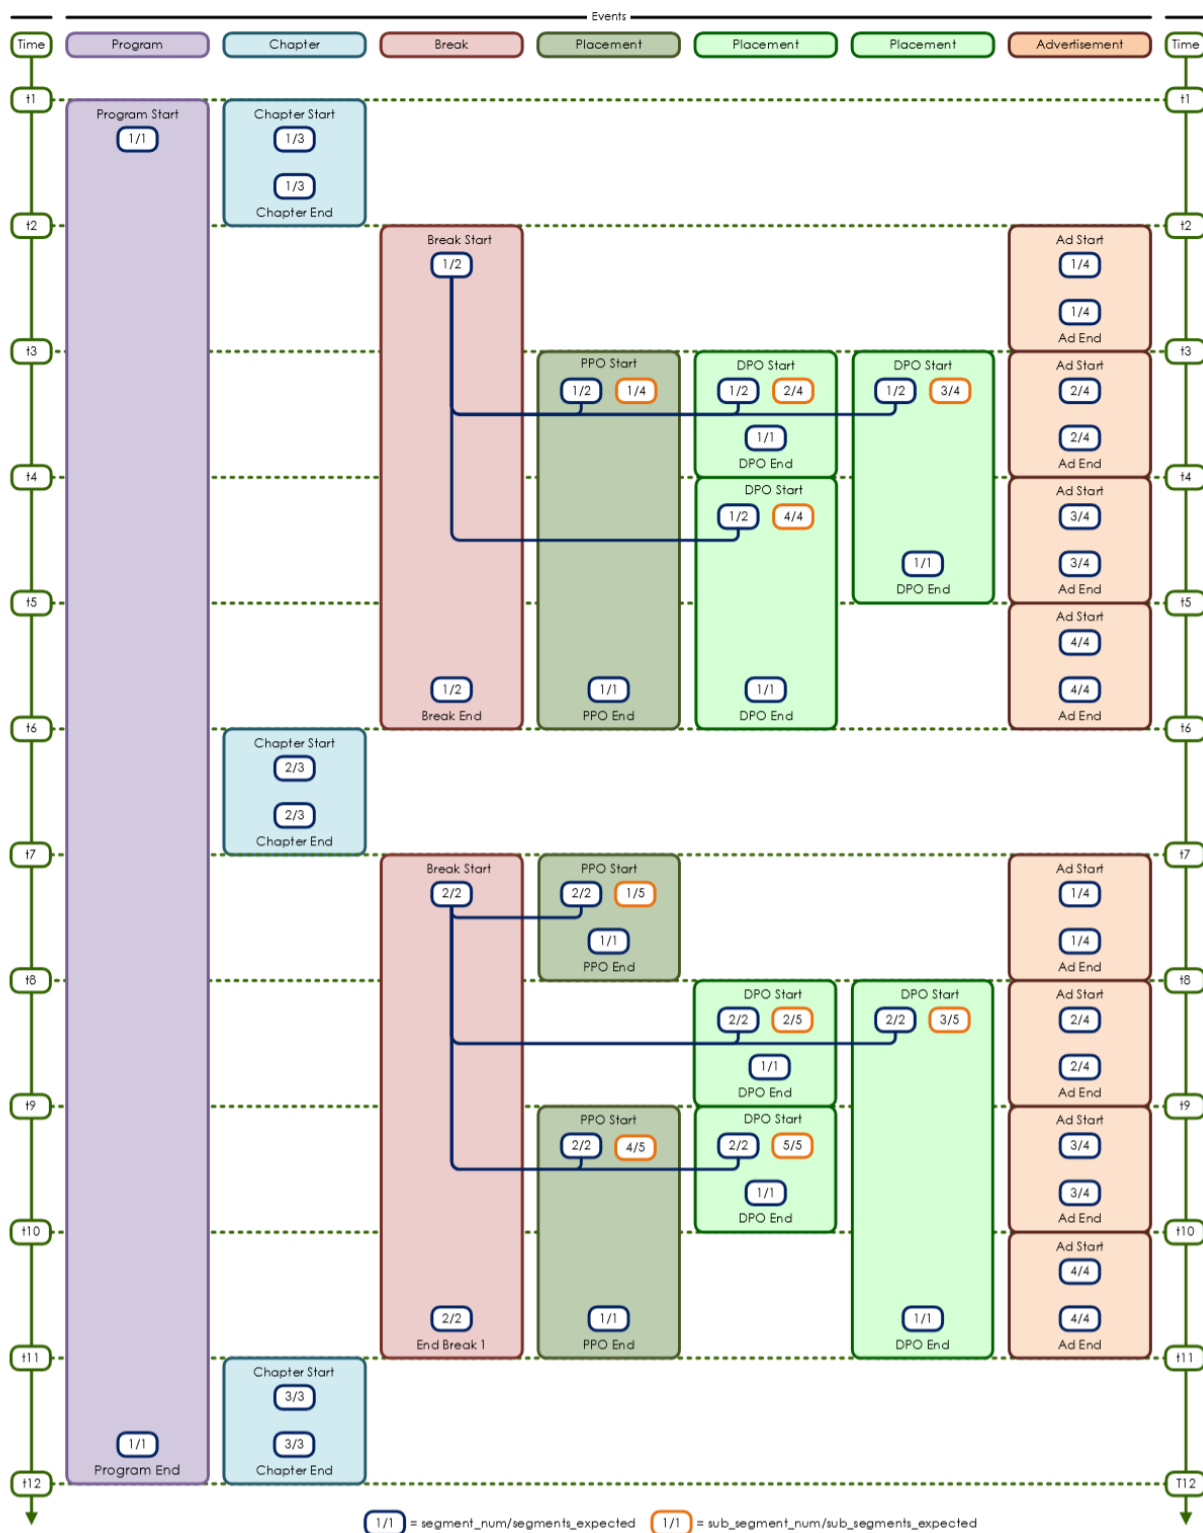 Events
Time Program Chapter Break Placement Placement Placement Advertisement Time
t1 t1
Program Start Chapter Start
1/1 1/3
1/3
Chapter End
t2 t2
Break Start Ad Start
1/2 1/4
1/4
Ad End
t3 t3
PPO Start DPO Start DPO Start Ad Start
1/2 1/4 1/2 2/4 1/2 3/4 2/4
1/1 2/4
DPO End Ad End
t4 t4
DPO Start Ad Start
1/2 4/4 3/4
1/1 3/4
DPO End Ad End
t5 t5
Ad Start
4/4
1/2 1/1 1/1 4/4
Break End PPO End DPO End Ad End
t6 t6
Chapter Start
2/3
2/3
Chapter End
t7 t7
Break Start PPO Start Ad Start
2/2 2/2 1/5 1/4
1/1 1/4
PPO End Ad End
t8 t8
DPO Start DPO Start Ad Start
2/2 2/5 2/2 3/5 2/4
1/1 2/4
DPO End Ad End
t9 t9
PPO Start DPO Start Ad Start
2/2 4/5 2/2 5/5 3/4
1/1 3/4
DPO End Ad End
t10 t10
Ad Start
4/4
2/2 1/1 1/1 4/4
End Break 1 PPO End DPO End Ad End
t11 t11
Chapter Start
3/3
1/1 3/3
Program End Chapter End
t12 T12
1/1 = segment_num/segments_expected 1/1 = sub_segment_num/sub_segments_expected